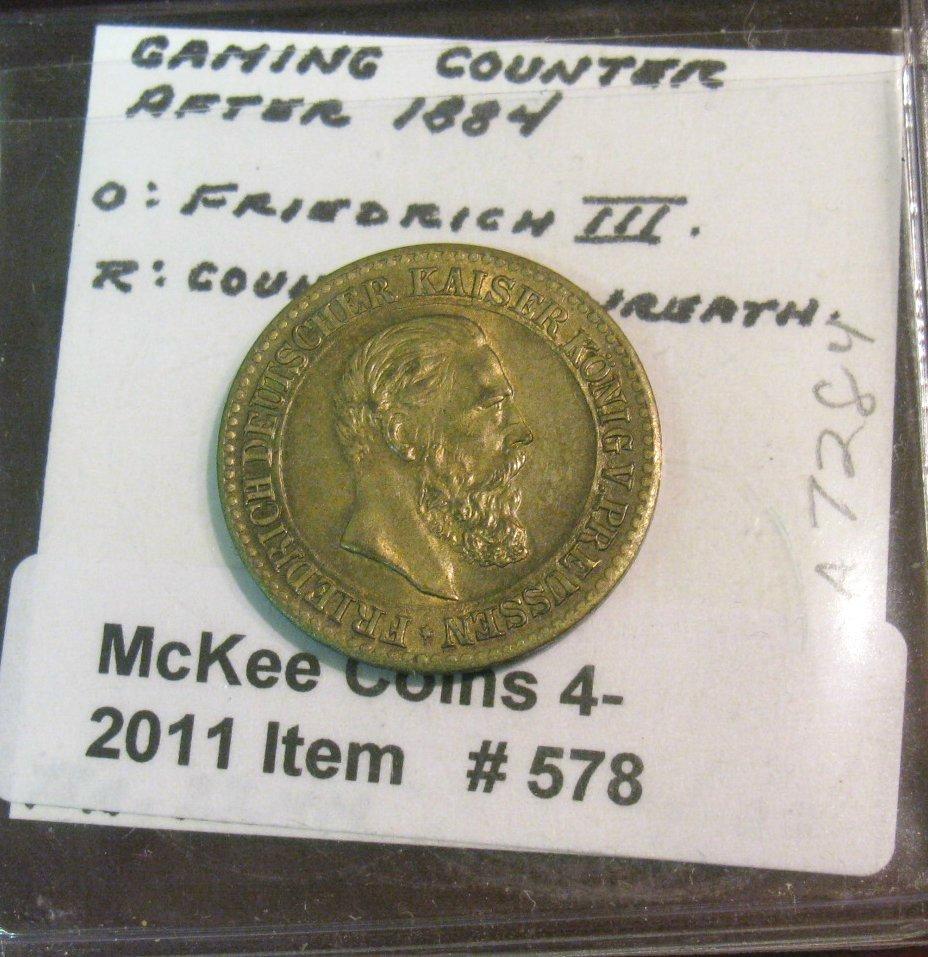 GAMING COUNTER
AFTER 1884
O: FRIEDRICH III.
R: COUN REATH.
FRIEDRICH DEUTSCHER KAISER KÖNIG V. PREUSSEN *
A7284
McKee Coins 4-
2011 Item # 578